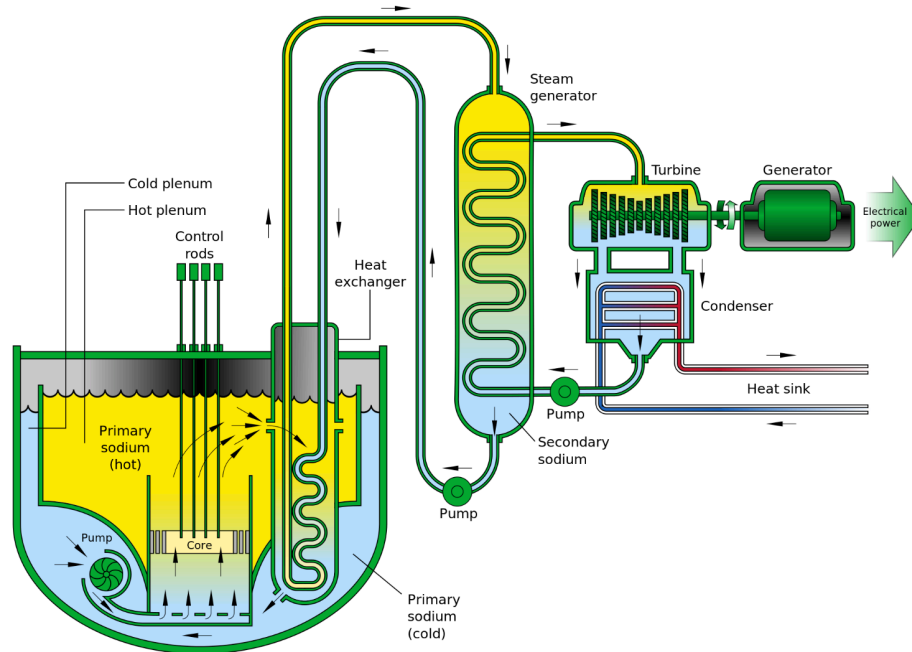 Steam
generator
Turbine
Generator
Cold plenum
Hot plenum
Electrical
power
Control
rods
Heat
exchanger
Condenser
Heat sink
Pump
Primary
sodium
(hot)
Secondary
sodium
Pump
Pump
Core
Primary
sodium
(cold)